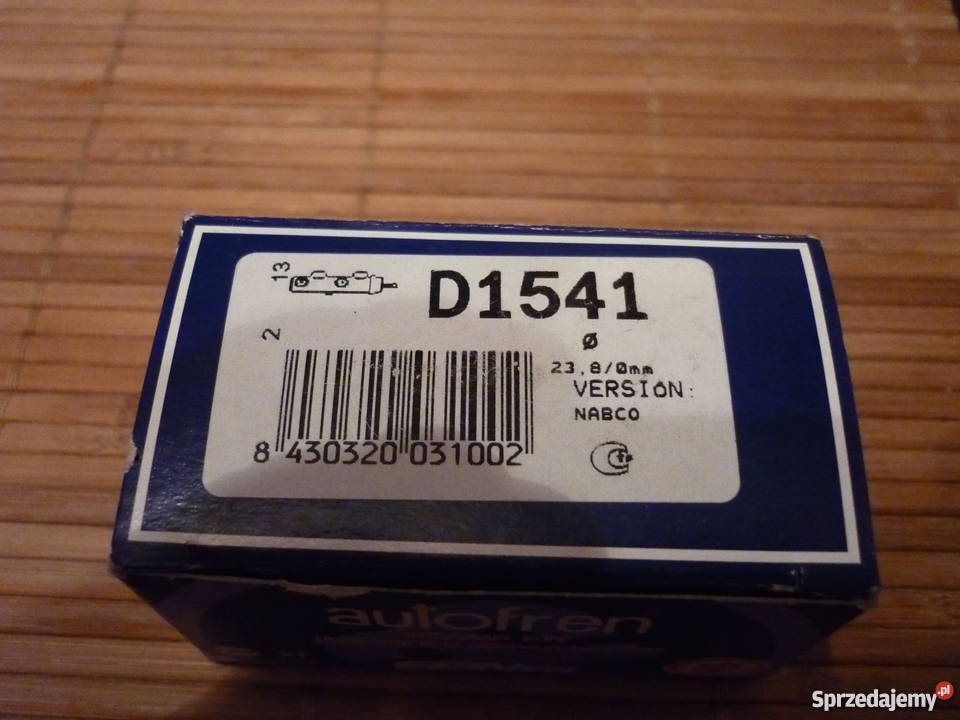 13
D1541
2
Ø
23,8/0mm
VERSION:
NABCO
8 430320 031002
autofren
Sprzedajemy.pl